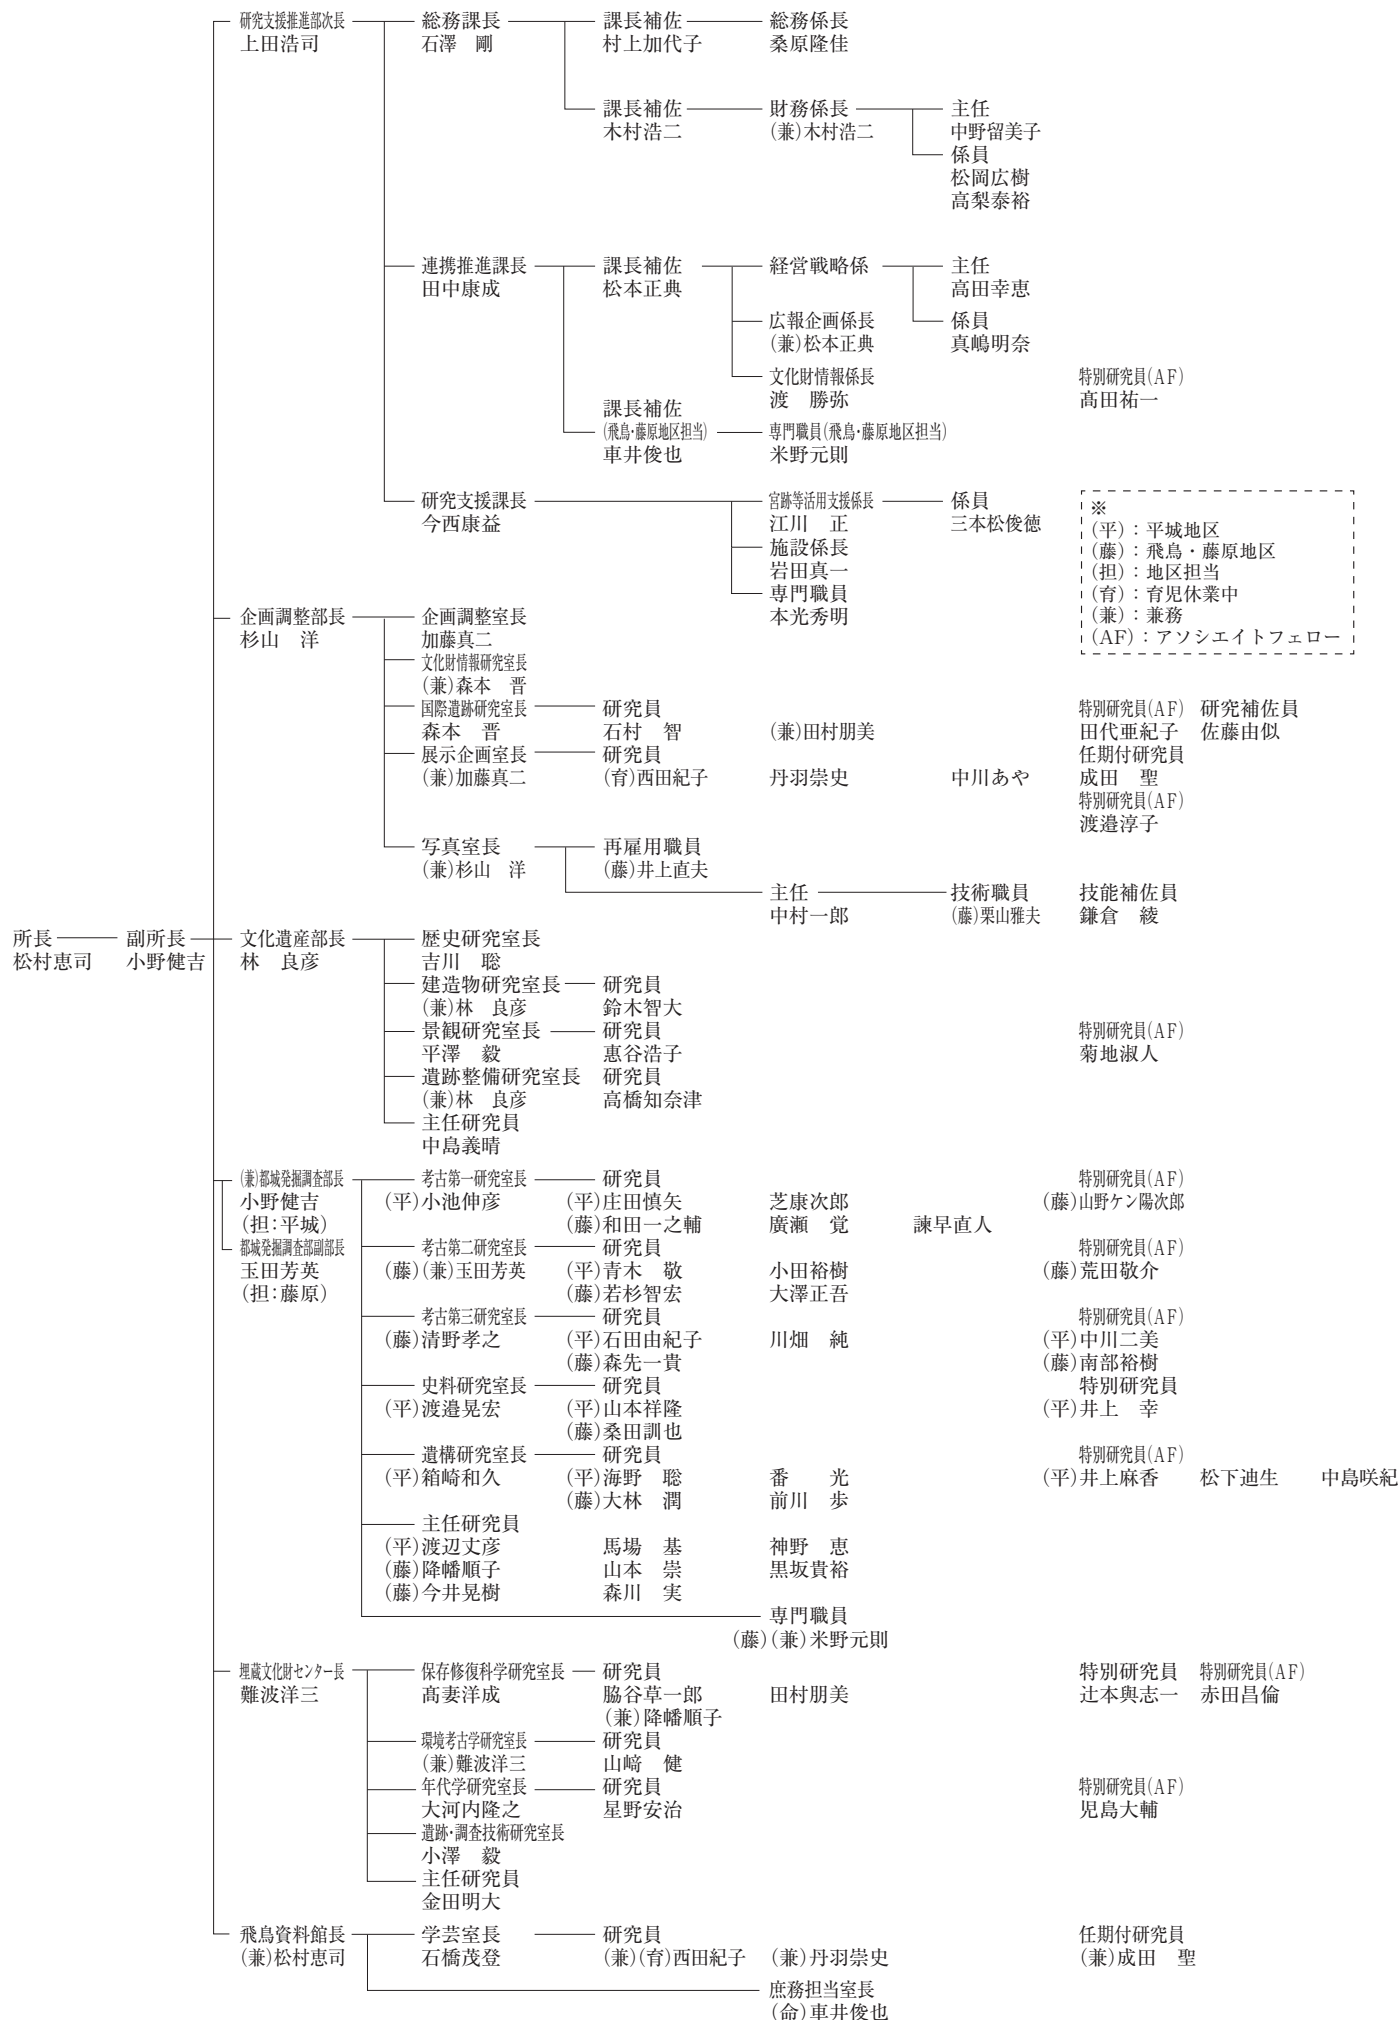 研究支援推進部次長 総務課長 課長補佐 総務係長
上田浩司 石澤　剛 村上加代子 桑原隆佳
課長補佐 財務係長 主任
木村浩二 (兼)木村浩二 中野留美子
係員
松岡広樹
高梨泰裕
連携推進課長 課長補佐 経営戦略係 主任
田中康成 松本正典 高田幸恵
広報企画係長 係員
(兼)松本正典 真嶋明奈
文化財情報係長 特別研究員(AF)
渡　勝弥 髙田祐一
課長補佐
(飛鳥・藤原地区担当) 専門職員(飛鳥・藤原地区担当)
車井俊也 米野元則
研究支援課長 宮跡等活用支援係長 係員
今西康益 江川　正 三本松俊徳
施設係長
岩田真一
専門職員
本光秀明
※
(平)：平城地区
(藤)：飛鳥・藤原地区
(担)：地区担当
(育)：育児休業中
(兼)：兼務
(AF)：アソシエイトフェロー
企画調整部長 企画調整室長
杉山　洋 加藤真二
文化財情報研究室長
(兼)森本　晋
国際遺跡研究室長 研究員 特別研究員(AF) 研究補佐員
森本　晋 石村　智 (兼)田村朋美 田代亜紀子 佐藤由似
展示企画室長 研究員 任期付研究員
(兼)加藤真二 (育)西田紀子 丹羽崇史 中川あや 成田　聖
特別研究員(AF)
渡邉淳子
写真室長 再雇用職員
(兼)杉山　洋 (藤)井上直夫
主任 技術職員 技能補佐員
中村一郎 (藤)栗山雅夫 鎌倉　綾
所長 副所長 文化遺産部長 歴史研究室長
松村恵司 小野健吉 林　良彦 吉川　聡
建造物研究室長 研究員
(兼)林　良彦 鈴木智大
景観研究室長 研究員 特別研究員(AF)
平澤　毅 惠谷浩子 菊地淑人
遺跡整備研究室長 研究員
(兼)林　良彦 高橋知奈津
主任研究員
中島義晴
(兼)都城発掘調査部長 考古第一研究室長 研究員 特別研究員(AF)
小野健吉 (平)小池伸彦 (平)庄田慎矢 芝康次郎 (藤)山野ケン陽次郎
(担:平城) (藤)和田一之輔 廣瀬　覚 諫早直人
都城発掘調査部副部長 考古第二研究室長 研究員 特別研究員(AF)
玉田芳英 (藤)(兼)玉田芳英 (平)青木　敬 小田裕樹 (藤)荒田敬介
(担:藤原) (藤)若杉智宏 大澤正吾
考古第三研究室長 研究員 特別研究員(AF)
(藤)清野孝之 (平)石田由紀子 川畑　純 (平)中川二美
(藤)森先一貴 (藤)南部裕樹
史料研究室長 研究員 特別研究員
(平)渡邉晃宏 (平)山本祥隆 (平)井上　幸
(藤)桑田訓也
遺構研究室長 研究員 特別研究員(AF)
(平)箱崎和久 (平)海野　聡 番　　光 (平)井上麻香 松下迪生 中島咲紀
(藤)大林　潤 前川　歩
主任研究員
(平)渡辺丈彦 馬場　基 神野　恵
(藤)降幡順子 山本　崇 黒坂貴裕
(藤)今井晃樹 森川　実
専門職員
(藤)(兼)米野元則
埋蔵文化財センター長 保存修復科学研究室長 研究員 特別研究員 特別研究員(AF)
難波洋三 髙妻洋成 脇谷草一郎 田村朋美 辻本與志一 赤田昌倫
(兼)降幡順子
環境考古学研究室長 研究員
(兼)難波洋三 山﨑　健
年代学研究室長 研究員 特別研究員(AF)
大河内隆之 星野安治 児島大輔
遺跡・調査技術研究室長
小澤　毅
主任研究員
金田明大
飛鳥資料館長 学芸室長 研究員 任期付研究員
(兼)松村恵司 石橋茂登 (兼)(育)西田紀子 (兼)丹羽崇史 (兼)成田　聖
庶務担当室長
(命)車井俊也